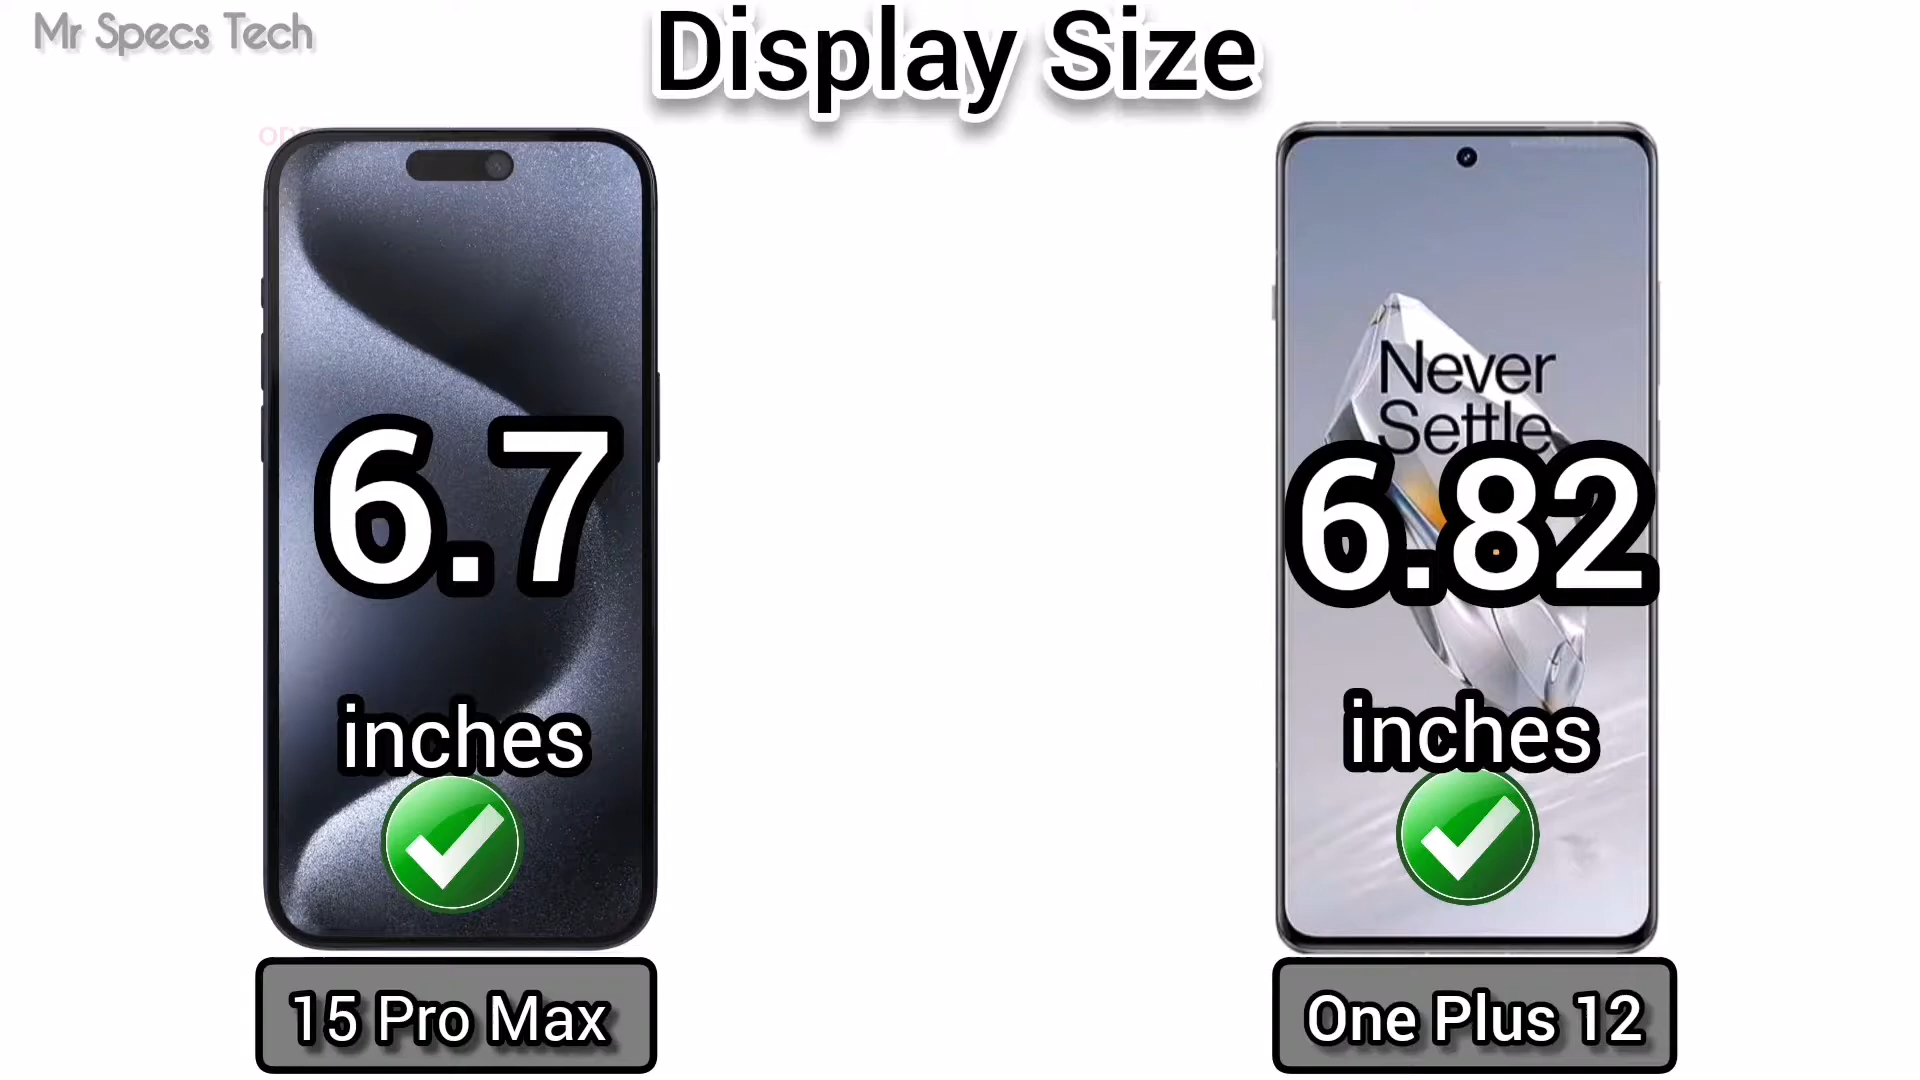 Mr Specs Tech
Display Size
Never
Settle
6.7
6.82
inches
inches
15 Pro Max
One Plus 12